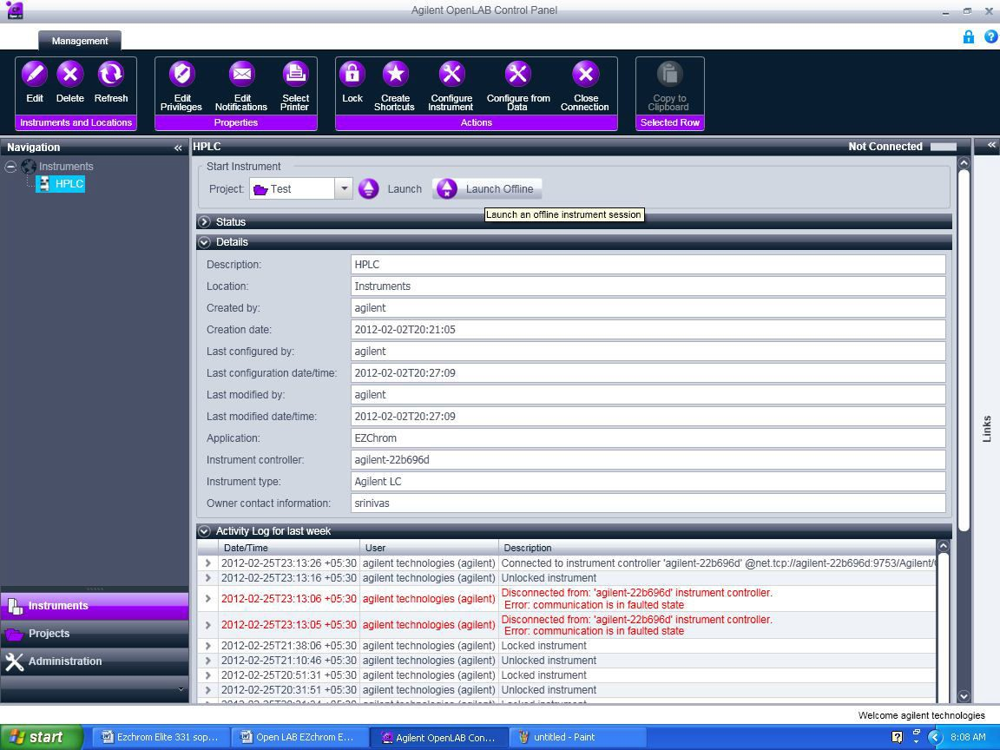 Agilent OpenLAB Control Panel
Management
Edit
Delete
Refresh
Instruments and Locations
Edit
Privileges
Edit
Notifications
Select
Printer
Properties
Lock
Create
Shortcuts
Configure
Instrument
Configure from
Data
Close
Connection
Actions
Copy to
Clipboard
Selected Row
Navigation
HPLC
Not Connected
Instruments
HPLC
Start Instrument
Project: Test Launch Launch Offline
Launch an offline instrument session
Status
Details
Description: HPLC
Location: Instruments
Created by: agilent
Creation date: 2012-02-02T20:21:05
Last configured by: agilent
Last configuration date/time: 2012-02-02T20:27:09
Last modified by: agilent
Last modified date/time: 2012-02-02T20:27:09
Application: EZChrom
Instrument controller: agilent-22b696d
Instrument type: Agilent LC
Owner contact information: srinivas
Links
Activity Log for last week
Date/Time User Description
2012-02-25T23:13:26 +05:30 agilent technologies (agilent) Connected to instrument controller 'agilent-22b696d' @net.tcp://agilent-22b696d:9753/Agilent/
2012-02-25T23:13:16 +05:30 agilent technologies (agilent) Unlocked instrument
2012-02-25T23:13:06 +05:30 agilent technologies (agilent) Disconnected from: 'agilent-22b696d' instrument controller.
Error: communication is in faulted state
2012-02-25T23:13:05 +05:30 agilent technologies (agilent) Disconnected from: 'agilent-22b696d' instrument controller.
Error: communication is in faulted state
2012-02-25T21:38:06 +05:30 agilent technologies (agilent) Locked instrument
2012-02-25T21:10:46 +05:30 agilent technologies (agilent) Unlocked instrument
2012-02-25T20:51:31 +05:30 agilent technologies (agilent) Locked instrument
2012-02-25T20:31:51 +05:30 agilent technologies (agilent) Unlocked instrument
Instruments
Projects
Administration
Welcome agilent technologies
start
Ezchrom Elite 331 sop...
Open LAB EZchrom E...
Agilent OpenLAB Con...
untitled - Paint
8:08 AM